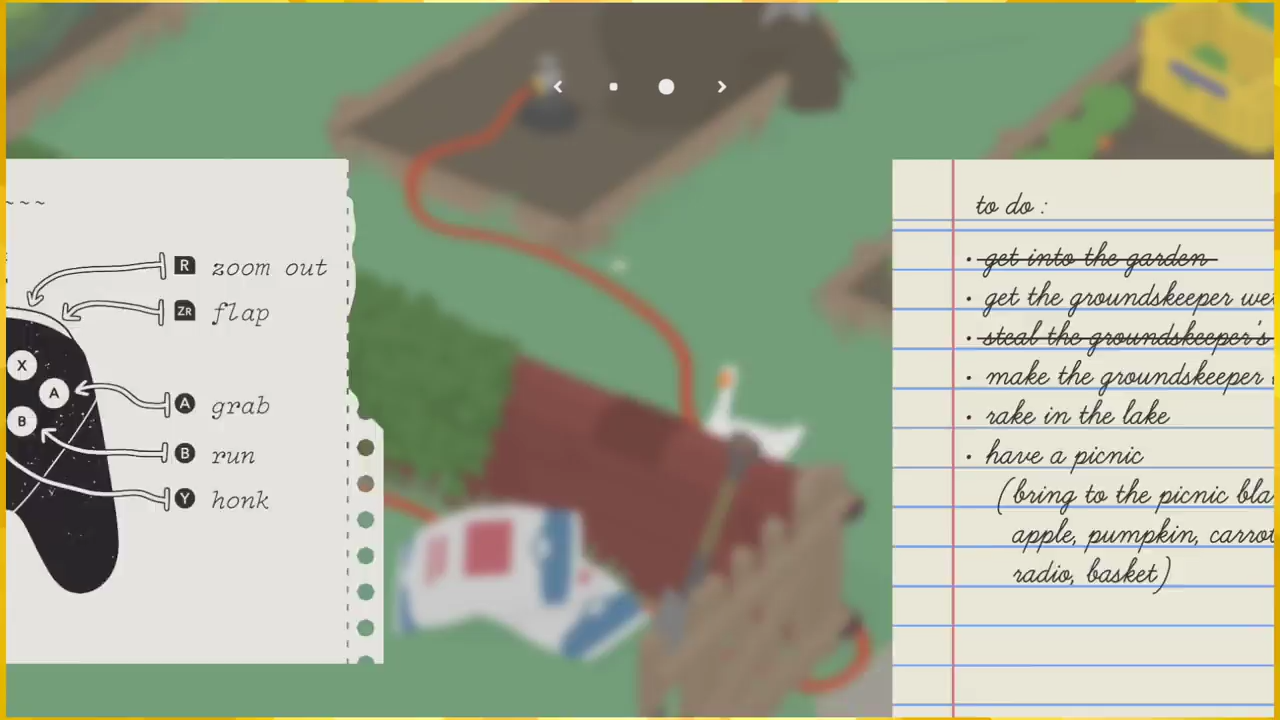 ~~~
R zoom out
ZR flap
X
A
B
A grab
B run
Y honk
to do :
• get into the garden
• get the groundskeeper we
• steal the groundskeeper's
• make the groundskeeper
• rake in the lake
• have a picnic
(bring to the picnic bla
apple, pumpkin, carrot
radio, basket)